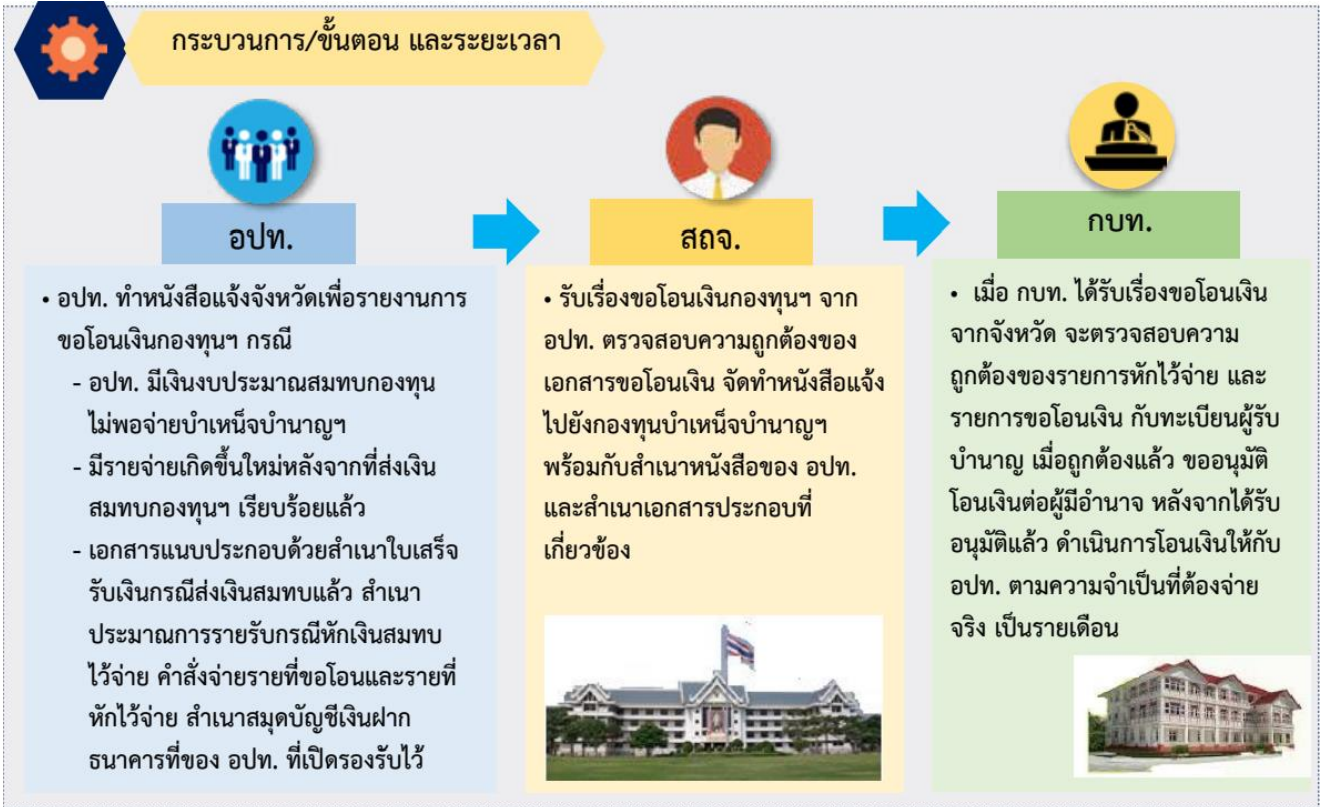 กระบวนการ/ขั้นตอน และระยะเวลา
อปท.
• อปท. ทำหนังสือแจ้งจังหวัดเพื่อรายงานการ
ขอโอนเงินกองทุนฯ กรณี
- อปท. มีเงินงบประมาณสมทบกองทุน
ไม่พอจ่ายบำเหน็จบำนาญฯ
- มีรายจ่ายเกิดขึ้นใหม่หลังจากที่ส่งเงิน
สมทบกองทุนฯ เรียบร้อยแล้ว
- เอกสารแนบประกอบด้วยสำเนาใบเสร็จ
รับเงินกรณีส่งเงินสมทบแล้ว สำเนา
ประมาณการรายรับกรณีหักเงินสมทบ
ไว้จ่าย คำสั่งจ่ายรายที่ขอโอนและรายที่
หักไว้จ่าย สำเนาสมุดบัญชีเงินฝาก
ธนาคารที่ของ อปท. ที่เปิดรองรับไว้
สถจ.
• รับเรื่องขอโอนเงินกองทุนฯ จาก
อปท. ตรวจสอบความถูกต้องของ
เอกสารขอโอนเงิน จัดทำหนังสือแจ้ง
ไปยังกองทุนบำเหน็จบำนาญฯ
พร้อมกับสำเนาหนังสือของ อปท.
และสำเนาเอกสารประกอบที่
เกี่ยวข้อง
กบท.
• เมื่อ กบท. ได้รับเรื่องขอโอนเงิน
จากจังหวัด จะตรวจสอบความ
ถูกต้องของรายการหักไว้จ่าย และ
รายการขอโอนเงิน กับทะเบียนผู้รับ
บำนาญ เมื่อถูกต้องแล้ว ขออนุมัติ
โอนเงินต่อผู้มีอำนาจ หลังจากได้รับ
อนุมัติแล้ว ดำเนินการโอนเงินให้กับ
อปท. ตามความจำเป็นที่ต้องจ่าย
จริง เป็นรายเดือน